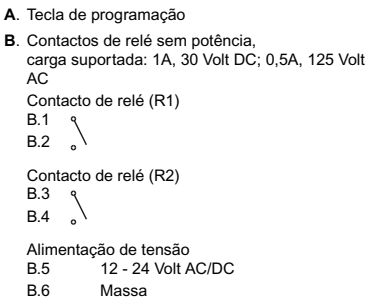 A. Tecla de programação
B. Contactos de relé sem potência,
carga suportada: 1A, 30 Volt DC; 0,5A, 125 Volt
AC
Contacto de relé (R1)
B.1
B.2
Contacto de relé (R2)
B.3
B.4
Alimentação de tensão
B.5 12 - 24 Volt AC/DC
B.6 Massa